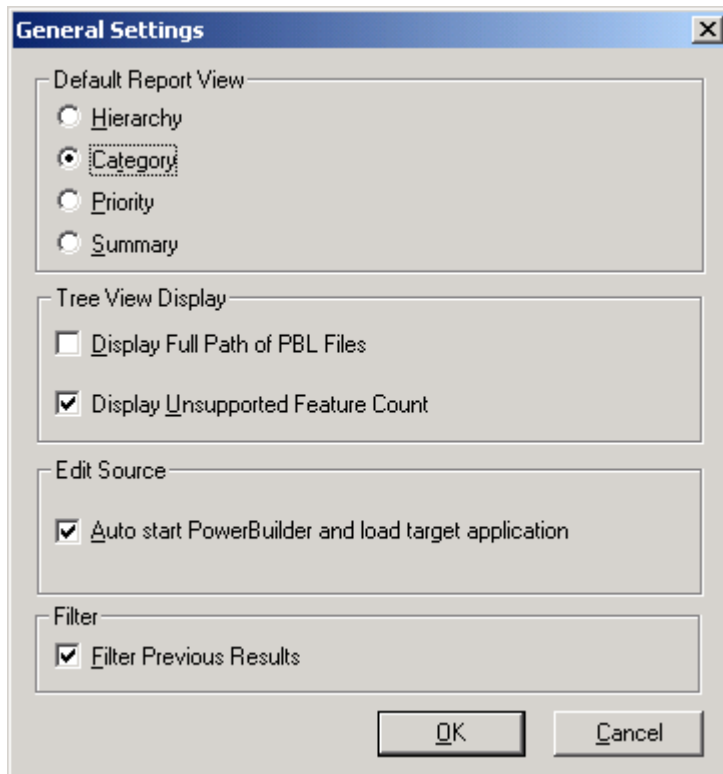 General Settings
Default Report View
Hierarchy
Category
Priority
Summary
Tree View Display
Display Full Path of PBL Files
Display Unsupported Feature Count
Edit Source
Auto start PowerBuilder and load target application
Filter
Filter Previous Results
OK Cancel